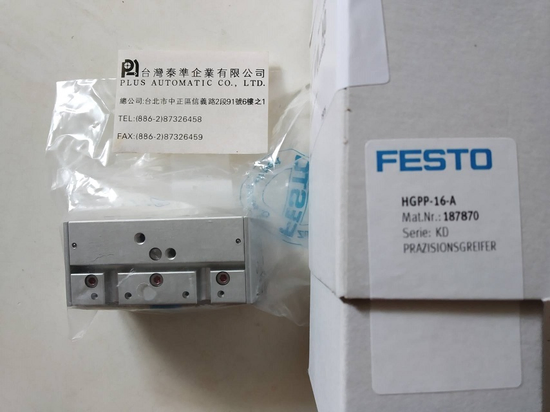 台灣泰準企業有限公司
PLUS AUTOMATIC CO., LTD.
總公司:台北市中正區信義路2段91號6樓之1
TEL:(886-2)87326458
FAX:(886-2)87326459
FESTO
FESTO
HGPP-16-A
Mat.Nr.: 187870
Serie: KD
PRÄZISIONSGREIFER